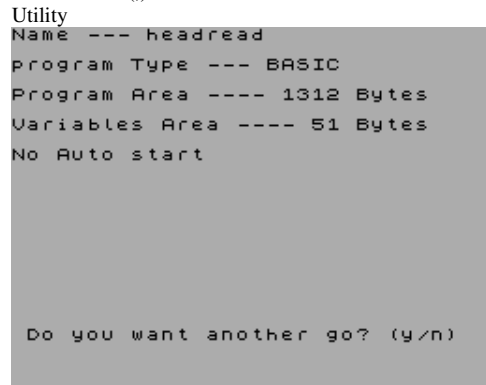 Utility
Name --- headread
program Type --- BASIC
Program Area ---- 1312 Bytes
Variables Area ---- 51 Bytes
No Auto start
Do you want another go? (y/n)